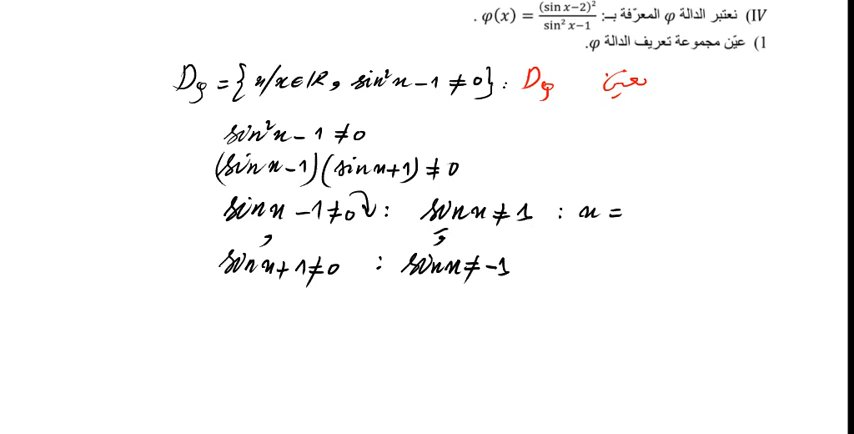 IV) نعتبر الدالة φ المعرّفة بـ: φ(x) = (sin x−2)² / (sin² x−1) .
1) عيّن مجموعة تعريف الدالة φ.
Dφ = {x/x∈ℝ, sin²x − 1 ≠ 0} : Dφ تعيين
sin²x − 1 ≠ 0
(sin x − 1)(sin x + 1) ≠ 0
sin x − 1 ≠ 0 و : sin x ≠ 1 : x =
و و
sin x + 1 ≠ 0 : sin x ≠ −1